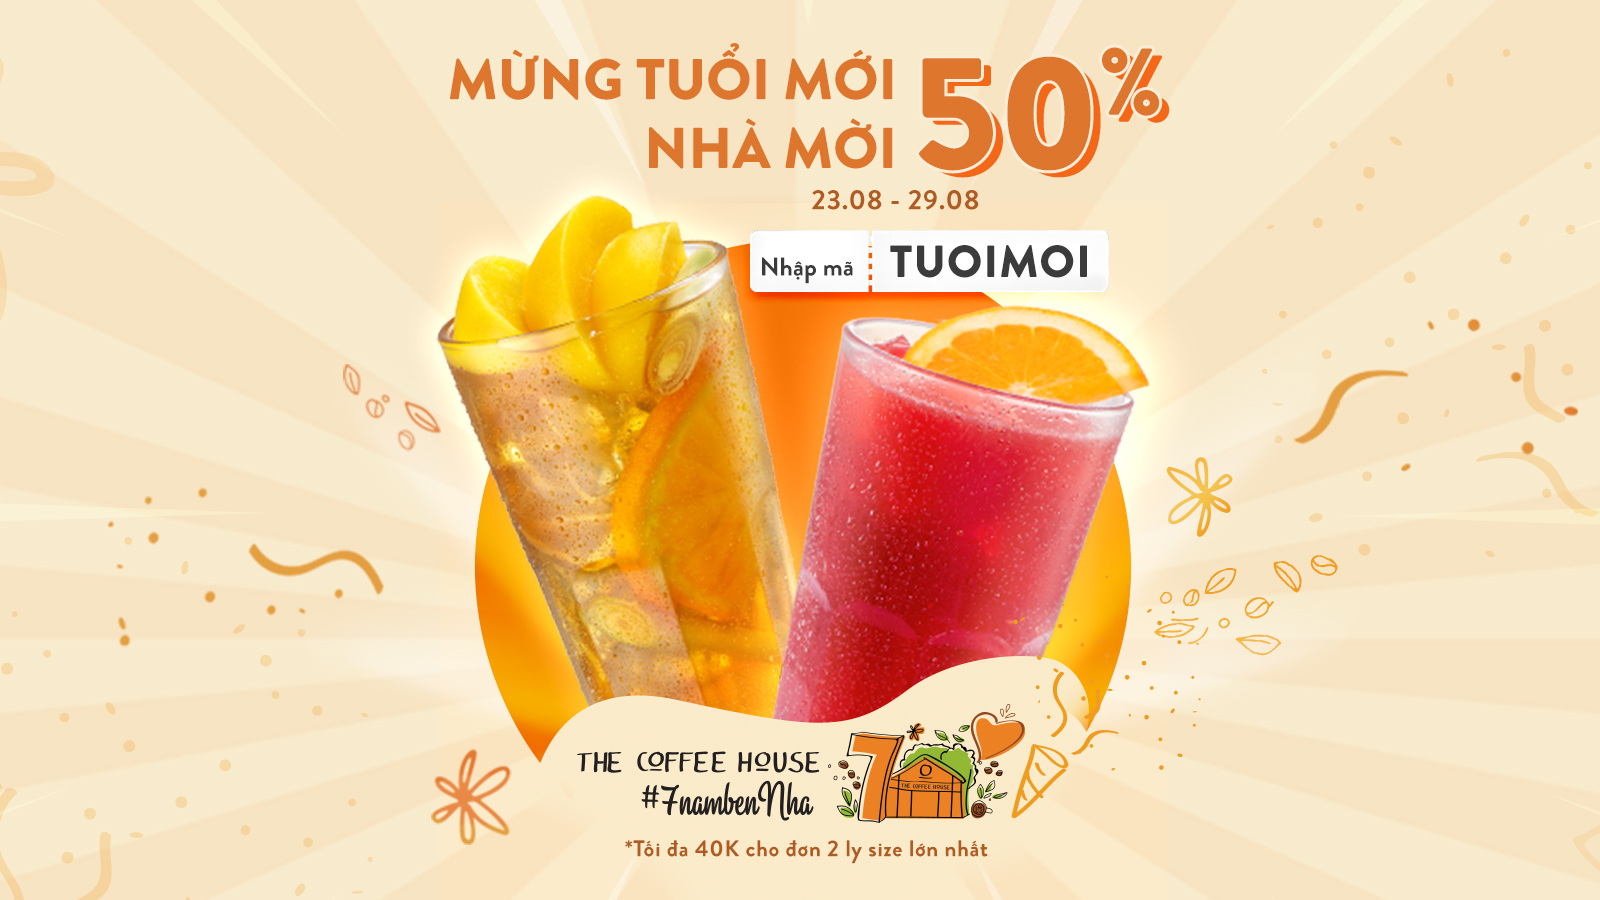 MỪNG TUỔI MỚI
NHÀ MỜI
50%
23.08 - 29.08
Nhập mã
TUOIMOI
THE COFFEE HOUSE
#7nambenNha
7
THE COFFEE HOUSE
*Tối đa 40K cho đơn 2 ly size lớn nhất